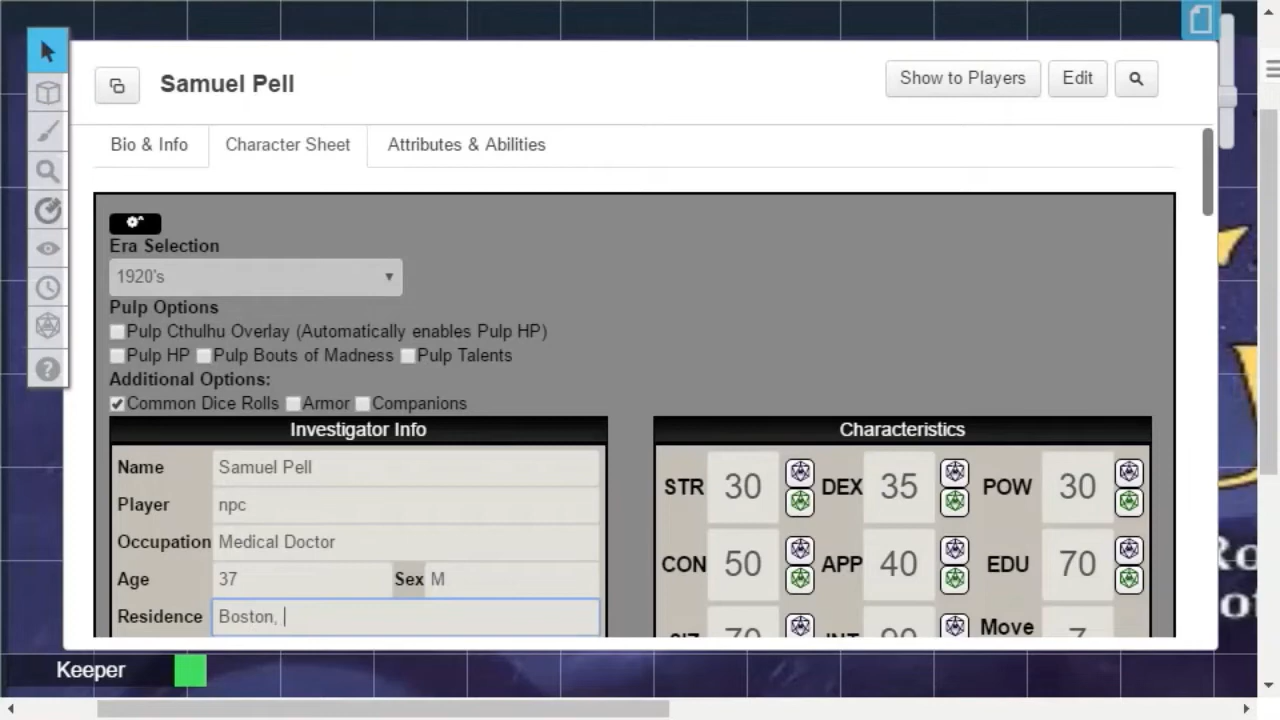 Samuel Pell
Show to Players
Edit
Bio & Info
Character Sheet
Attributes & Abilities
Era Selection
1920's
Pulp Options
Pulp Cthulhu Overlay (Automatically enables Pulp HP)
Pulp HP Pulp Bouts of Madness Pulp Talents
Additional Options:
Common Dice Rolls Armor Companions
Investigator Info
Name Samuel Pell
Player npc
Occupation Medical Doctor
Age 37 Sex M
Residence Boston,
Characteristics
STR 30 DEX 35 POW 30
CON 50 APP 40 EDU 70
Move
Keeper